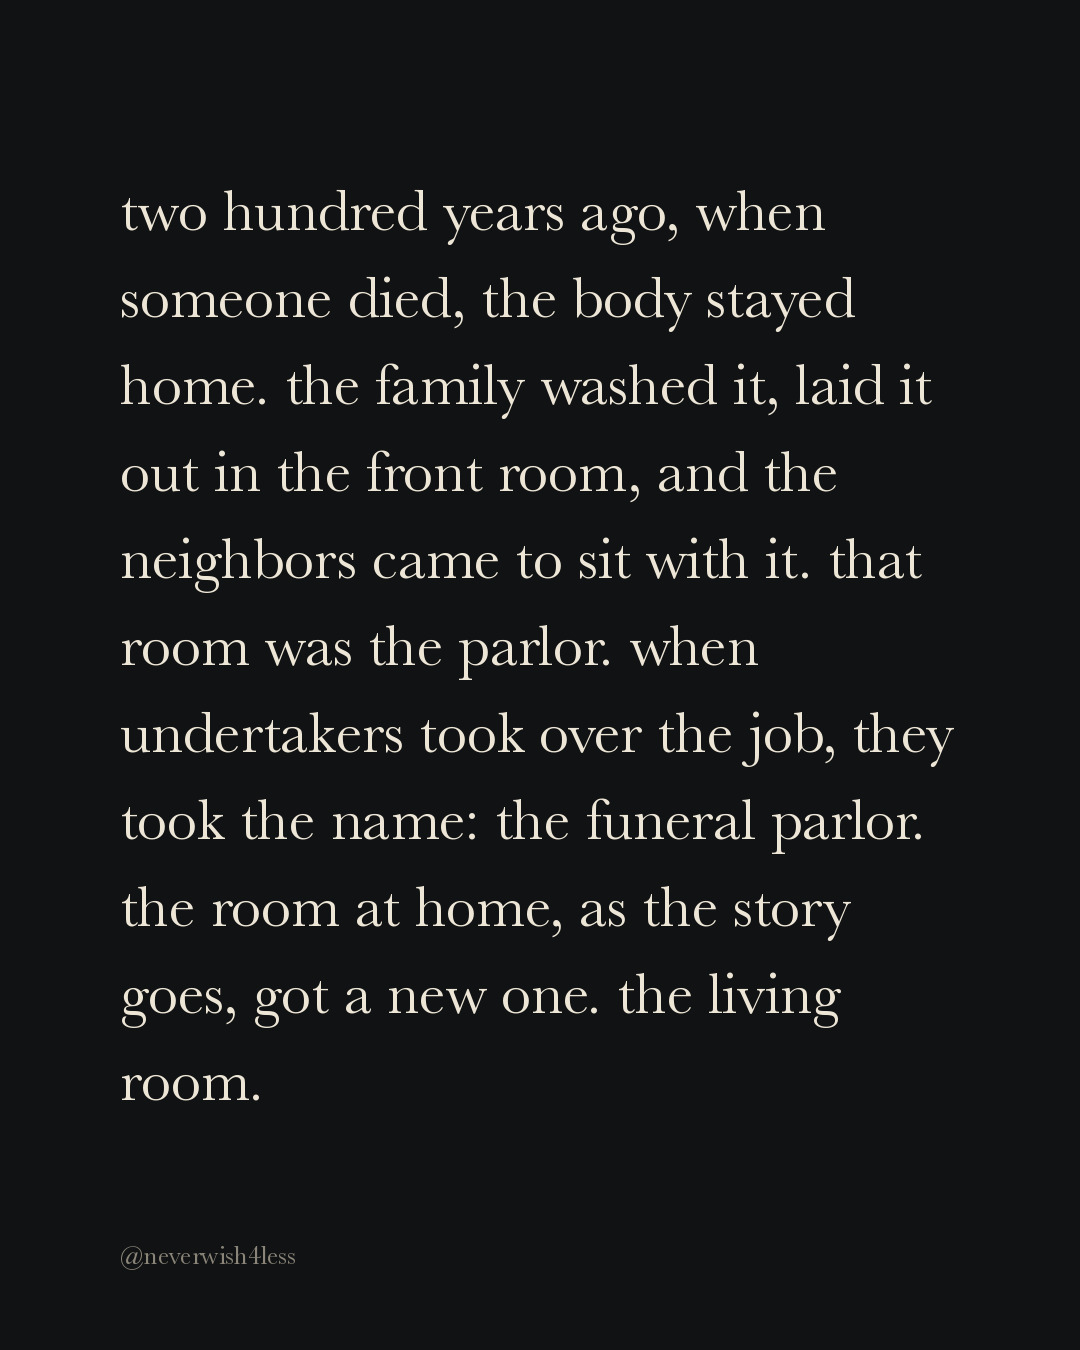 two hundred years ago, when
someone died, the body stayed
home. the family washed it, laid it
out in the front room, and the
neighbors came to sit with it. that
room was the parlor. when
undertakers took over the job, they
took the name: the funeral parlor.
the room at home, as the story
goes, got a new one. the living
room.
@neverwish4less